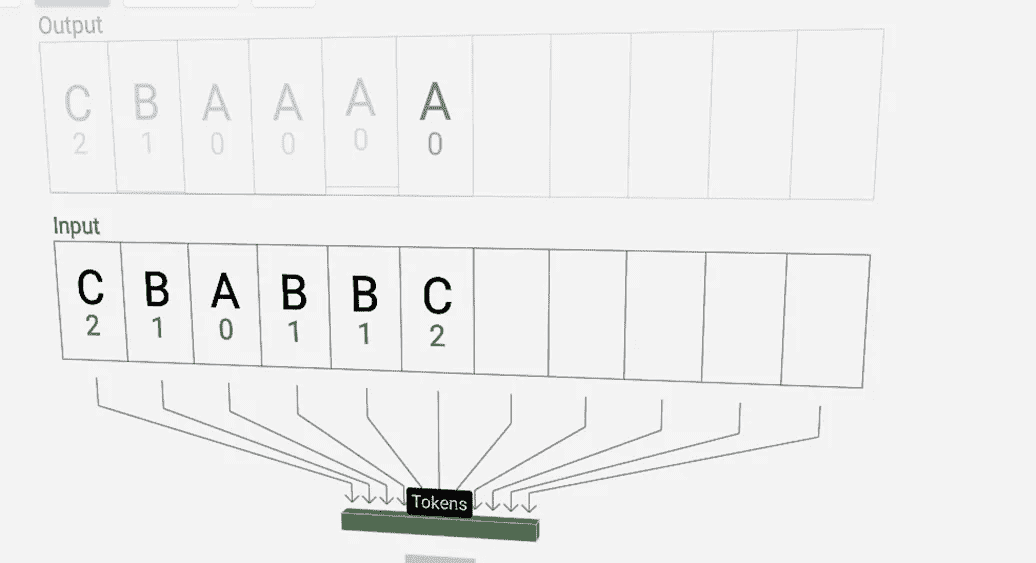 Output
C B A A A A
2 1 0 0 0 0
Input
C B A B B C
2 1 0 1 1 2
Tokens